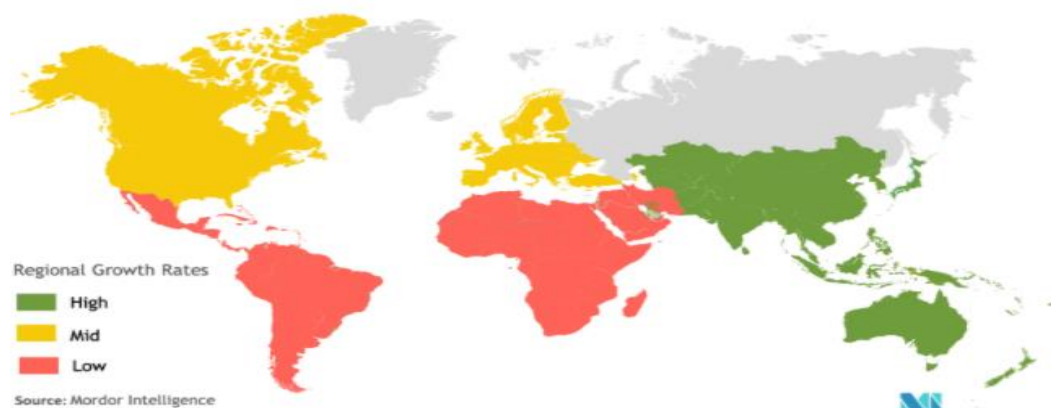 Regional Growth Rates
High
Mid
Low
Source: Mordor Intelligence